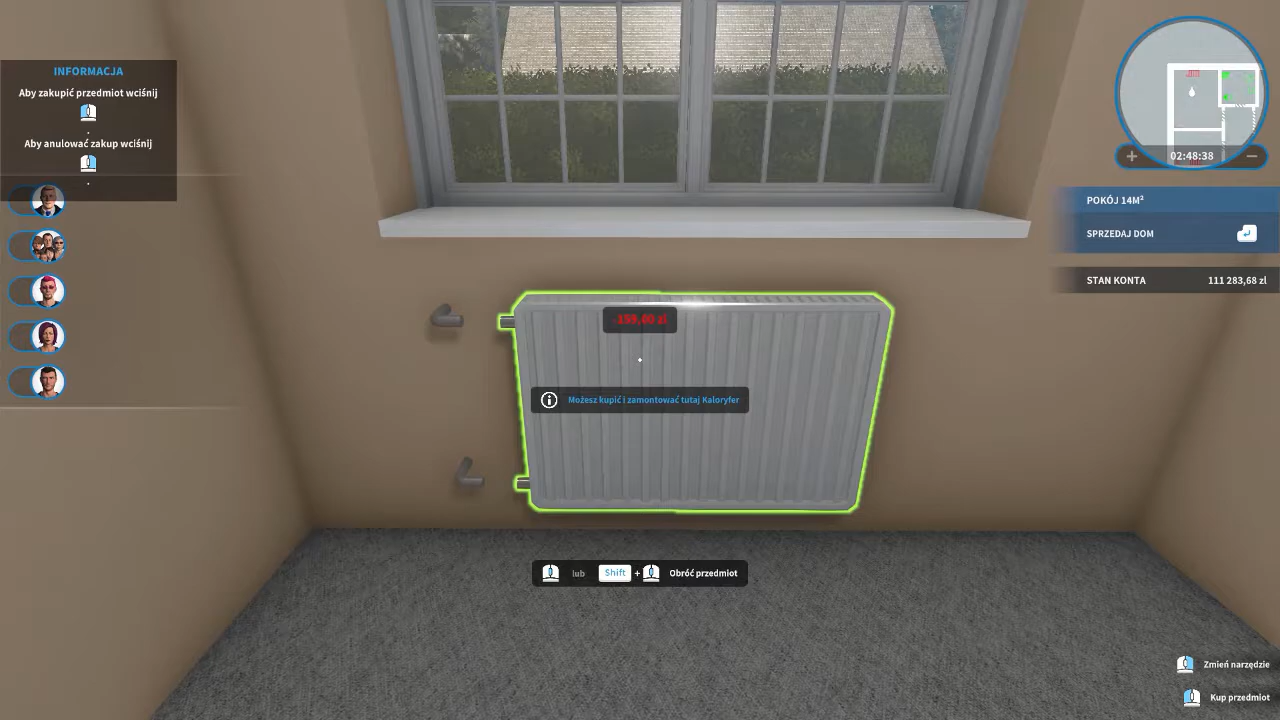 INFORMACJA
Aby zakupić przedmiot wciśnij
.
Aby anulować zakup wciśnij
.
+ 02:48:38 −
POKÓJ 14M²
SPRZEDAJ DOM
STAN KONTA 111 283,68 zł
-159,00 zł
Możesz kupić i zamontować tutaj Kaloryfer
lub Shift + Obróć przedmiot
Zmień narzędzie
Kup przedmiot